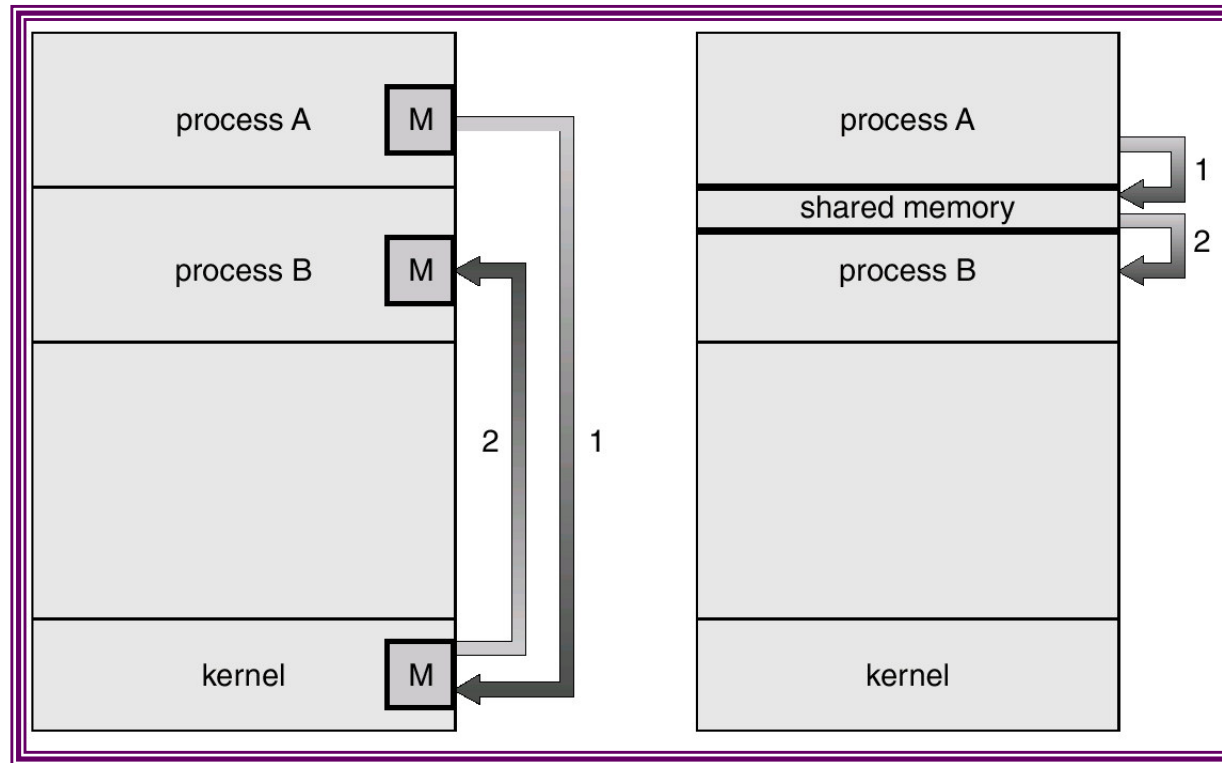 process A
M
process B
M
2
1
kernel
M
process A
1
shared memory
2
process B
kernel